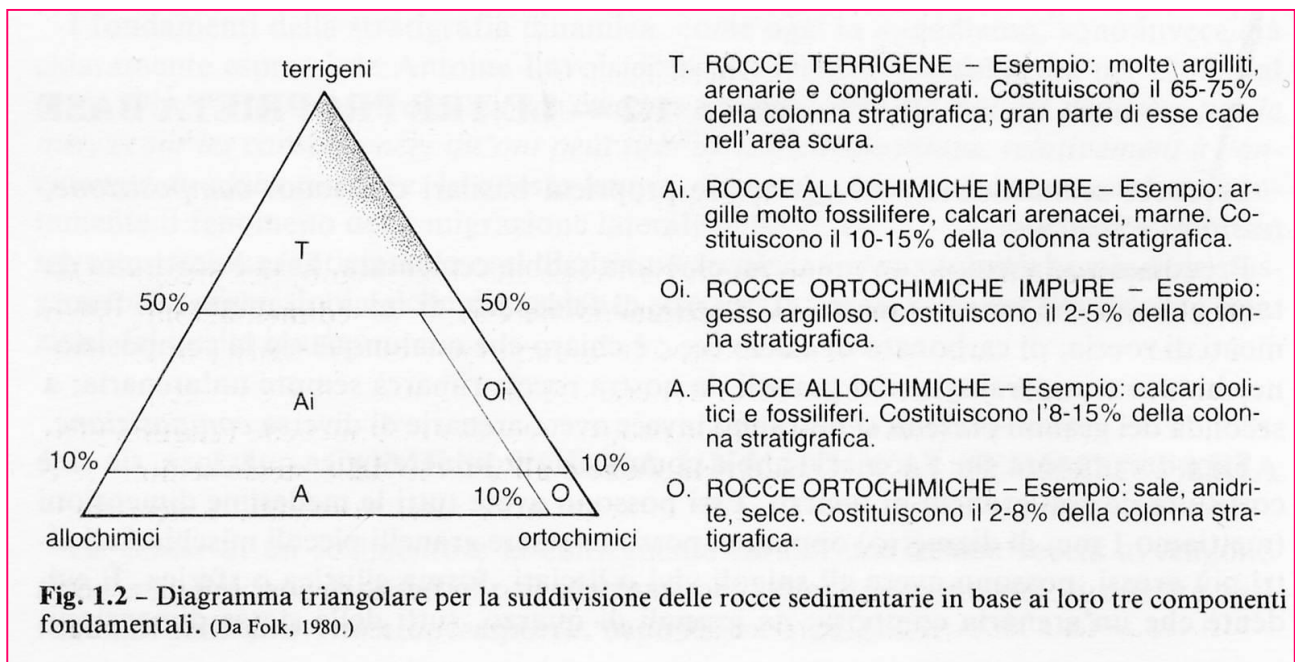 terrigeni
T
50%
50%
Ai
Oi
10%
10%
A
10%
O
allochimici
ortochimici
T. ROCCE TERRIGENE – Esempio: molte argilliti,
arenarie e conglomerati. Costituiscono il 65-75%
della colonna stratigrafica; gran parte di esse cade
nell'area scura.
Ai. ROCCE ALLOCHIMICHE IMPURE – Esempio: ar-
gille molto fossilifere, calcari arenacei, marne. Co-
stituiscono il 10-15% della colonna stratigrafica.
Oi. ROCCE ORTOCHIMICHE IMPURE – Esempio:
gesso argilloso. Costituiscono il 2-5% della colon-
na stratigrafica.
A. ROCCE ALLOCHIMICHE – Esempio: calcari ooli-
tici e fossiliferi. Costituiscono l'8-15% della colon-
na stratigrafica.
O. ROCCE ORTOCHIMICHE – Esempio: sale, anidri-
te, selce. Costituiscono il 2-8% della colonna stra-
tigrafica.
Fig. 1.2 - Diagramma triangolare per la suddivisione delle rocce sedimentarie in base ai loro tre componenti
fondamentali. (Da Folk, 1980.)